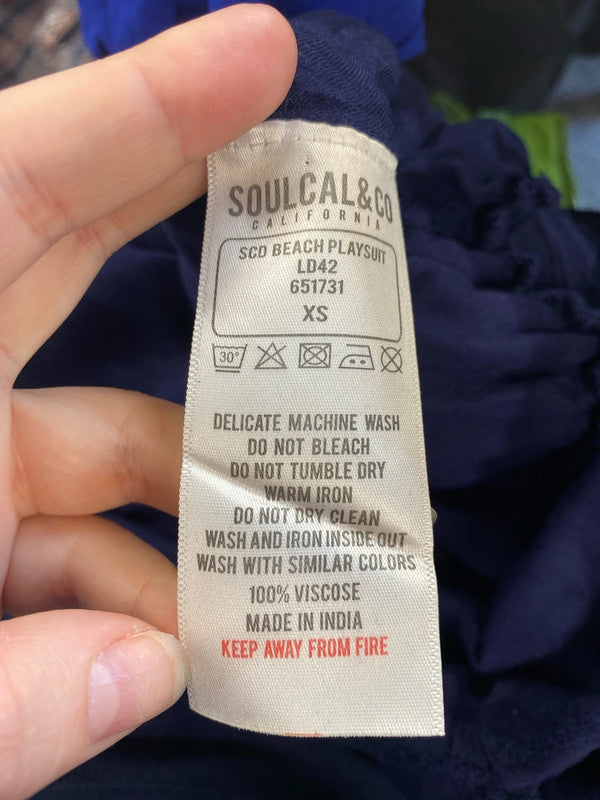 SOULCAL&CO
CALIFORNIA
SCD BEACH PLAYSUIT
LD42
651731
XS
30°
DELICATE MACHINE WASH
DO NOT BLEACH
DO NOT TUMBLE DRY
WARM IRON
DO NOT DRY CLEAN
WASH AND IRON INSIDE OUT
WASH WITH SIMILAR COLORS
100% VISCOSE
MADE IN INDIA
KEEP AWAY FROM FIRE